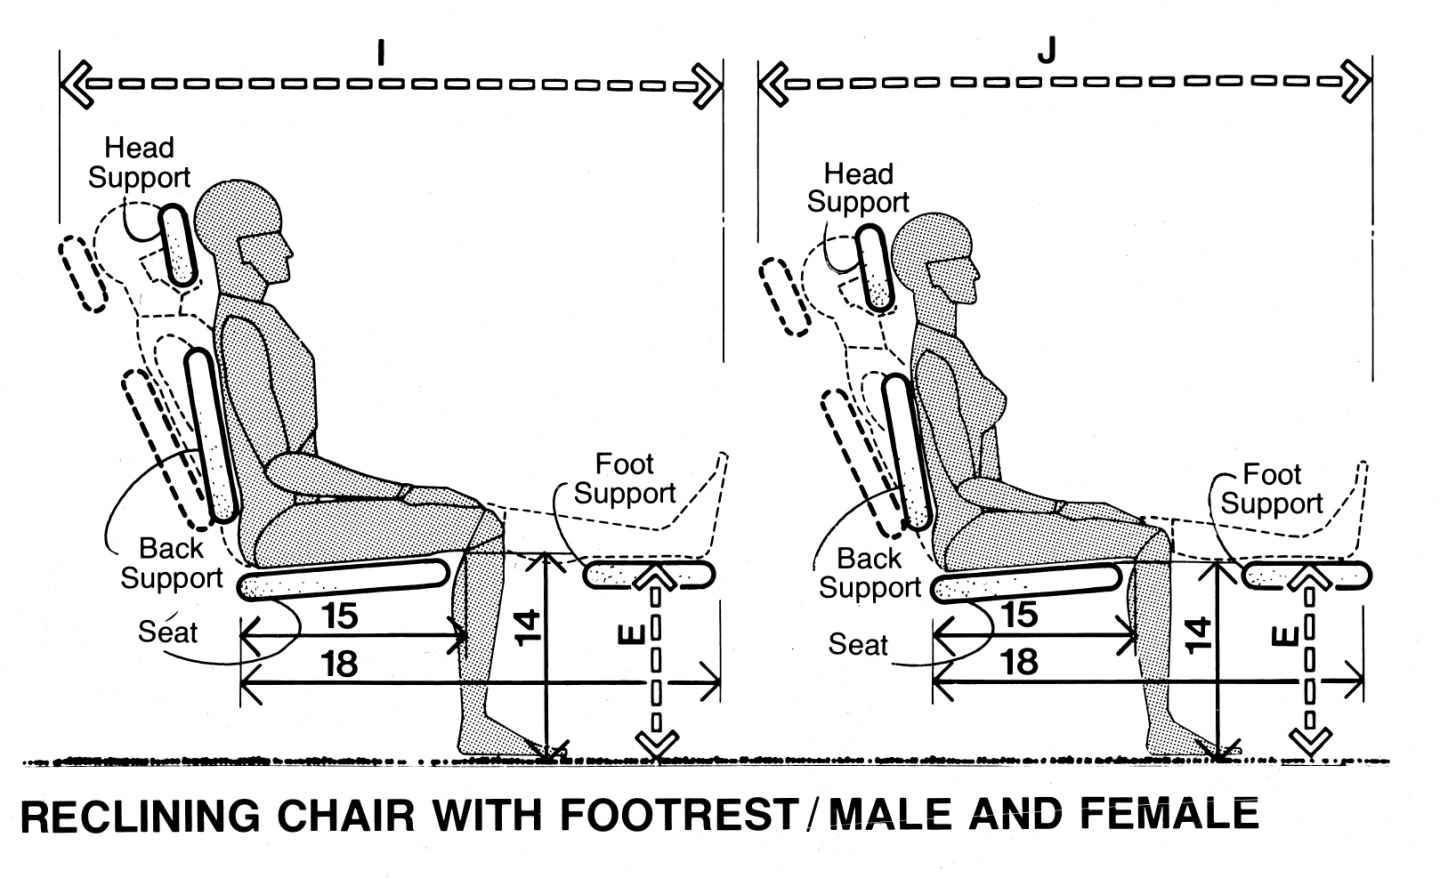 I
J
Head
Support
Head
Support
Foot
Support
Foot
Support
Back
Support
Back
Support
Seat
15
18
14
E
Seat
15
18
14
E
RECLINING CHAIR WITH FOOTREST / MALE AND FEMALE